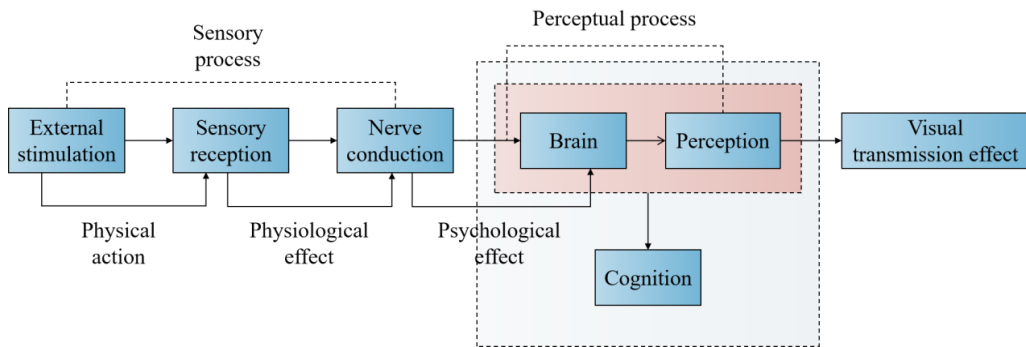 Perceptual process
Sensory
process
External
stimulation
Sensory
reception
Nerve
conduction
Brain
Perception
Visual
transmission effect
Physical
action
Physiological
effect
Psychological
effect
Cognition